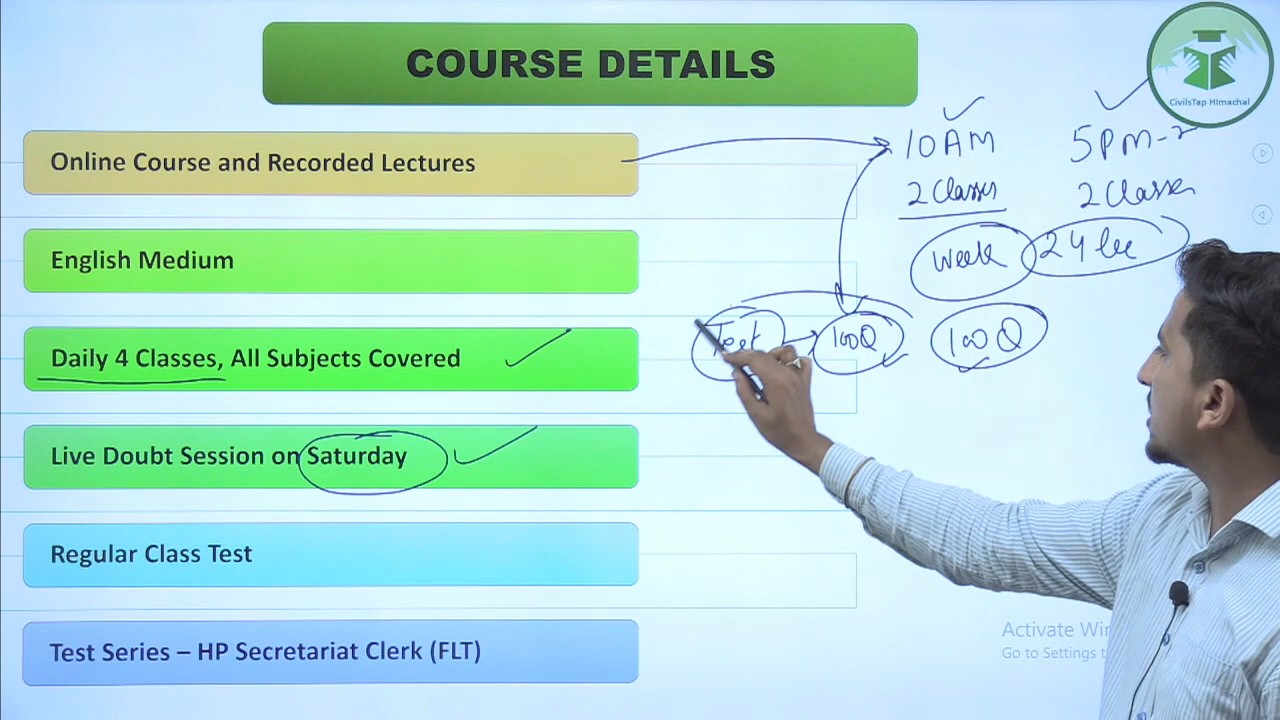 COURSE DETAILS
CivilsTap Himachal
Online Course and Recorded Lectures
10AM 5PM-2
2 Classes 2 Classes
English Medium
week 24 lec
Test 100Q 100Q
Daily 4 Classes, All Subjects Covered
Live Doubt Session on Saturday
Regular Class Test
Test Series – HP Secretariat Clerk (FLT)
Activate Win
Go to Settings t